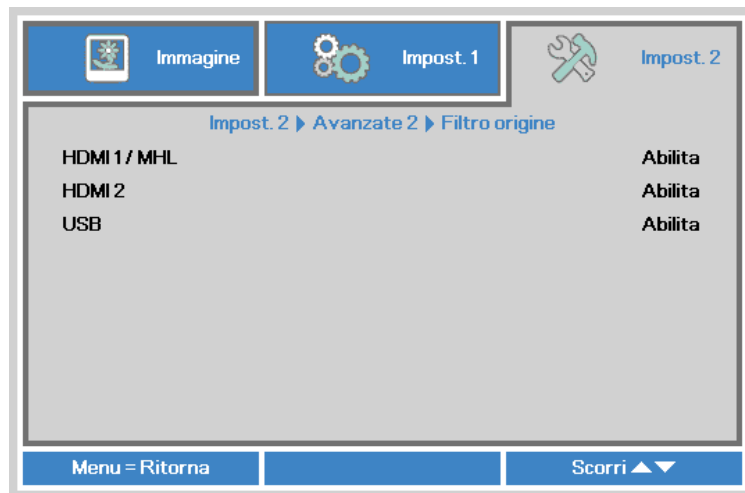 Immagine
Impost. 1
Impost. 2
Impost. 2 ▶ Avanzate 2 ▶ Filtro origine
HDMI 1 / MHL Abilita
HDMI 2 Abilita
USB Abilita
Menu = Ritorna
Scorri ▲▼